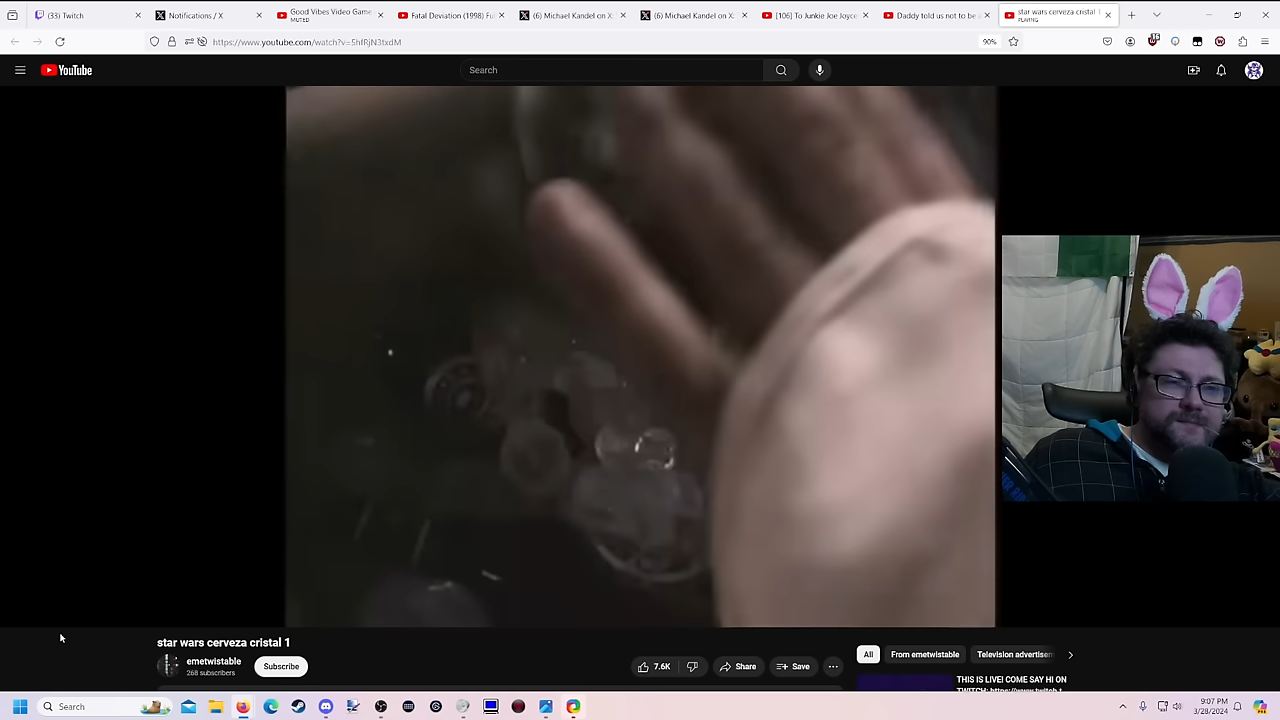 (33) Twitch
Notifications / X
Good Vibes Video Game
MUTED
Fatal Deviation (1998) Fu
(6) Michael Kandel on X:
(6) Michael Kandel on X:
[106] To Junkie Joe Joyce
Daddy told us not to be a
star wars cerveza cristal 1
PLAYING
https://www.youtube.com/watch?v=5hfRjN3txdM
90%
YouTube
Search
star wars cerveza cristal 1
emetwistable
268 subscribers
Subscribe
7.6K
Share
Save
All
From emetwistable
Television advertisem
THIS IS LIVE! COME SAY HI ON
TWITCH: https://www.twitch.t
Search
9:07 PM
3/28/2024